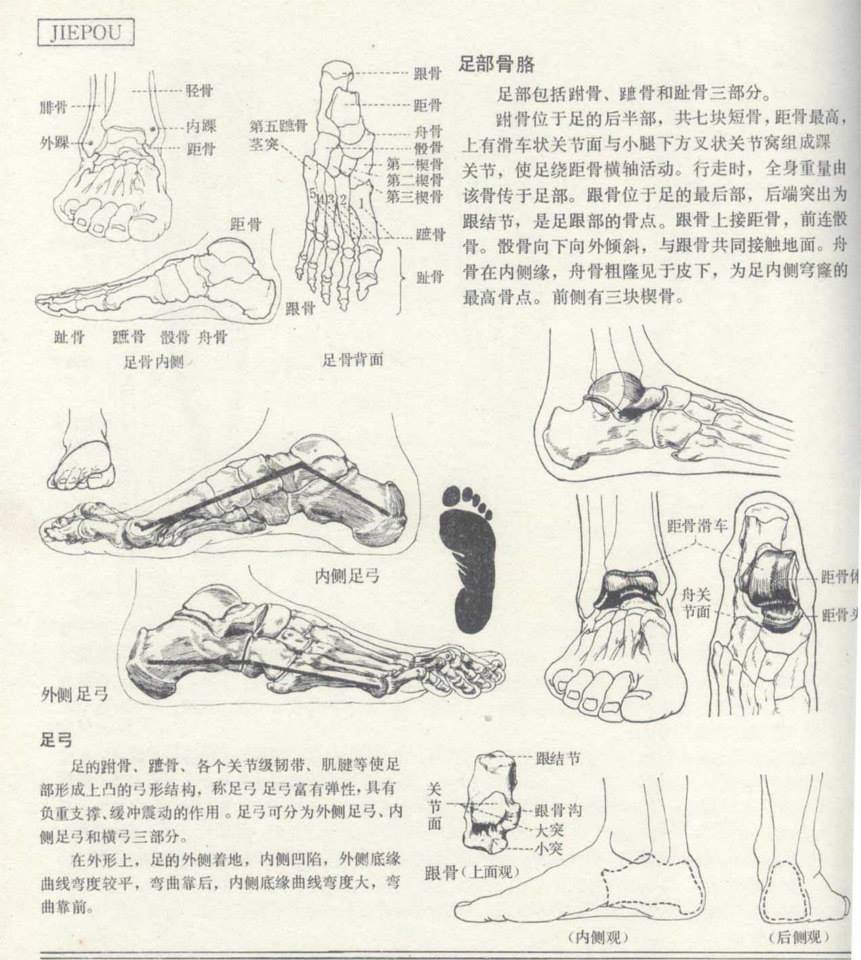 JIEPOU
腓骨
外踝
胫骨
内踝
距骨
距骨
趾骨 蹠骨 骰骨 舟骨
足骨内侧
第五蹠骨
茎突
跟骨
距骨
舟骨
骰骨
第一楔骨
第二楔骨
第三楔骨
5 4 3 2 1
蹠骨
趾骨
跟骨
足骨背面
足部骨胳
足部包括跗骨、蹠骨和趾骨三部分。
跗骨位于足的后半部，共七块短骨，距骨最高，
上有滑车状关节面与小腿下方叉状关节窝组成踝
关节，使足绕距骨横轴活动。行走时，全身重量由
该骨传于足部。跟骨位于足的最后部，后端突出为
跟结节，是足跟部的骨点。跟骨上接距骨，前连骰
骨。骰骨向下向外倾斜，与跟骨共同接触地面。舟
骨在内侧缘，舟骨粗隆见于皮下，为足内侧穹窿的
最高骨点。前侧有三块楔骨。
内侧足弓
外侧足弓
距骨滑车
舟关
节面
距骨体
距骨头
足弓
足的跗骨、蹠骨、各个关节级韧带、肌腱等使足
部形成上凸的弓形结构，称足弓 足弓富有弹性，具有
负重支撑、缓冲震动的作用。足弓可分为外侧足弓、内
侧足弓和横弓三部分。
在外形上，足的外侧着地，内侧凹陷，外侧底缘
曲线弯度较平，弯曲靠后，内侧底缘曲线弯度大，弯
曲靠前。
关
节
面
跟结节
跟骨沟
大突
小突
跟骨（上面观）
（内侧观）
（后侧观）